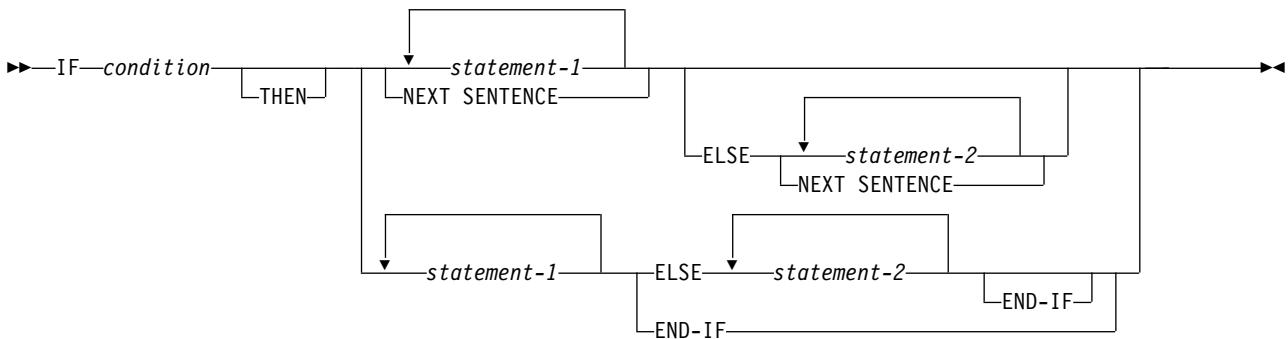 IF condition statement-1
THEN NEXT SENTENCE
ELSE statement-2
NEXT SENTENCE
statement-1 ELSE statement-2
END-IF
END-IF